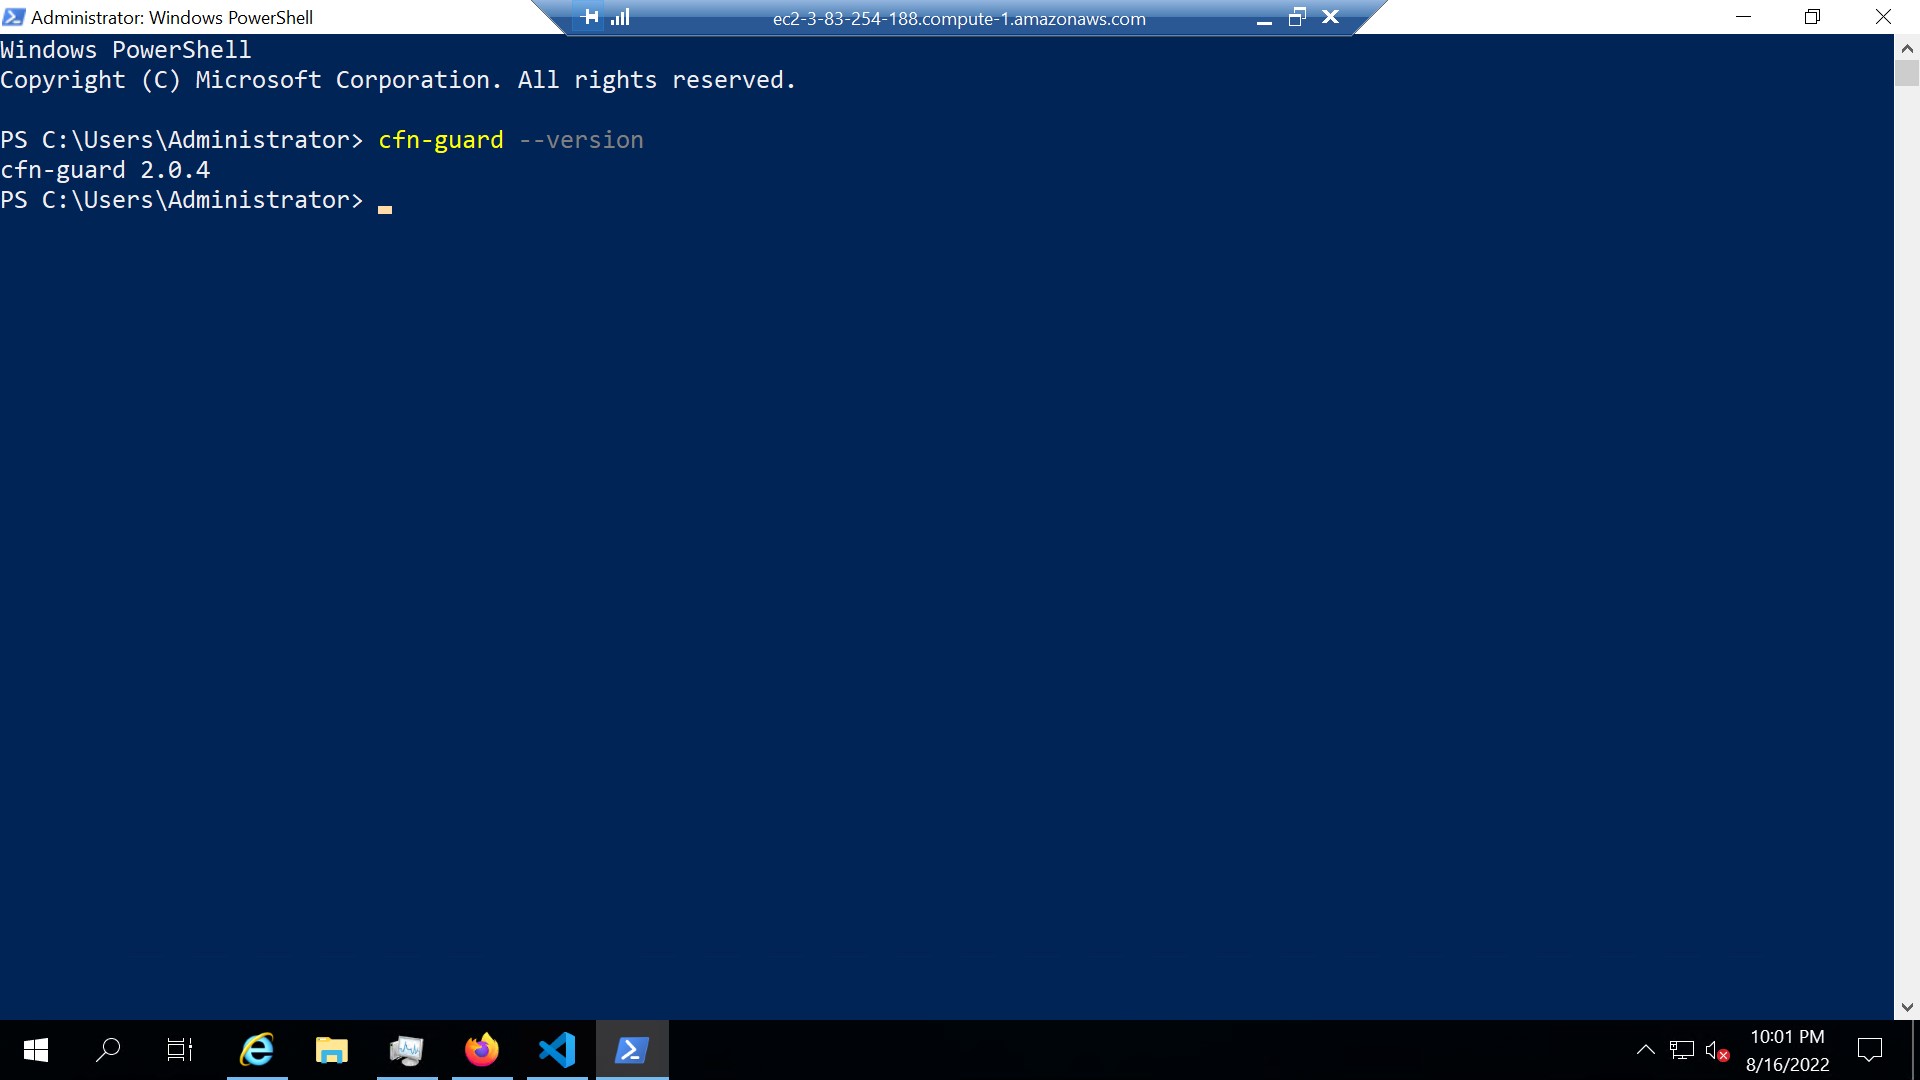 Administrator: Windows PowerShell
ec2-3-83-254-188.compute-1.amazonaws.com
Windows PowerShell
Copyright (C) Microsoft Corporation. All rights reserved.
PS C:\Users\Administrator> cfn-guard --version
cfn-guard 2.0.4
PS C:\Users\Administrator>
10:01 PM
8/16/2022